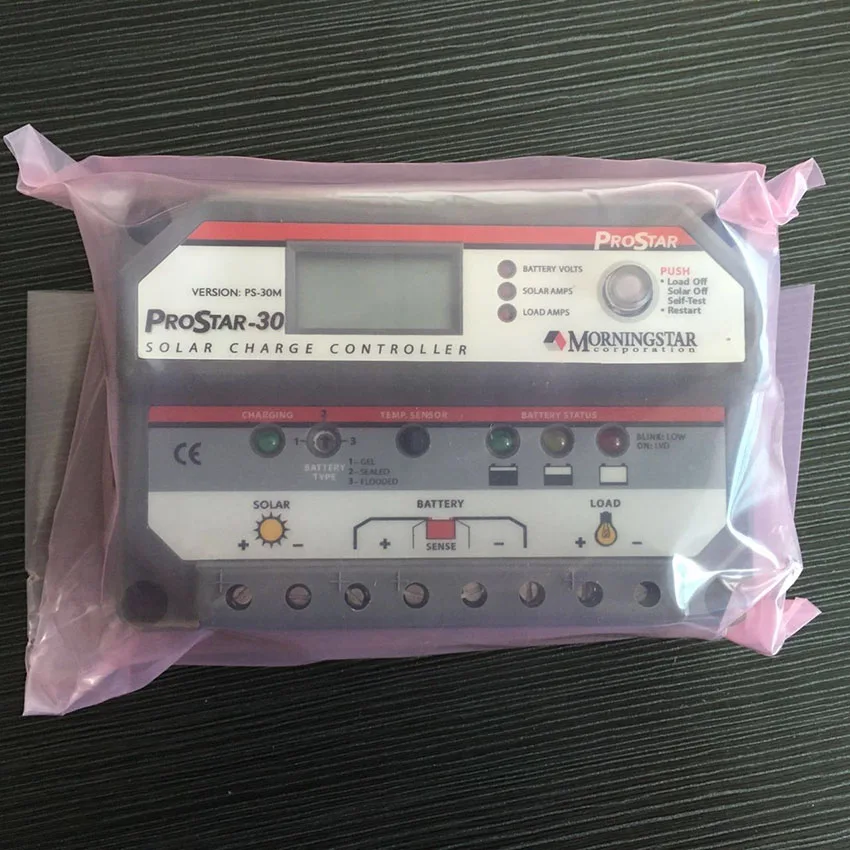 PROSTAR
VERSION: PS-30M
PROSTAR-30
SOLAR CHARGE CONTROLLER
BATTERY VOLTS
SOLAR AMPS
LOAD AMPS
PUSH
• Load Off
Solar Off
Self-Test
• Restart
MORNINGSTAR
corporation
CHARGING
2
TEMP. SENSOR
BATTERY STATUS
CE
1
3
BATTERY
TYPE
1 – GEL
2 – SEALED
3 – FLOODED
BLINK: LOW
ON: LVD
SOLAR
+ –
BATTERY
+ SENSE –
LOAD
+ –